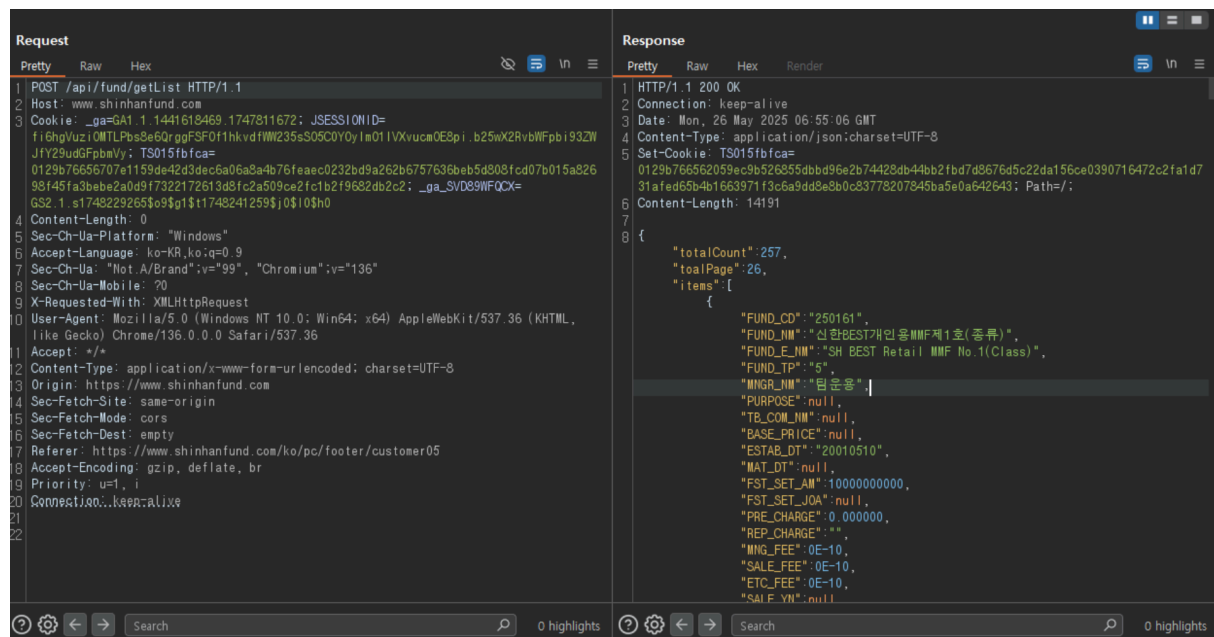 Request
Pretty Raw Hex \n
1 POST /api/fund/getList HTTP/1.1
2 Host: www.shinhanfund.com
3 Cookie: _ga=GA1.1.1441618469.1747811672; JSESSIONID=
fi6hgVuziOMTLPbs8e6QrggFSFOf1hkvdfWW235sSO5C0YOylmO1lVXvucmOE8pi.b25wX2RvbWFpbi93ZW
JfY29udGFpbmVy; TS015fbfca=
0129b76656707e1159de42d3dec6a06a8a4b76feaec0232bd9a262b6757636beb5d808fcd07b015a826
98f45fa3bebe2a0d9f7322172613d8fc2a509ce2fc1b2f9682db2c2; _ga_SVD89WFQCX=
GS2.1.s1748229265$o9$g1$t1748241259$j0$l0$h0
4 Content-Length: 0
5 Sec-Ch-Ua-Platform: "Windows"
6 Accept-Language: ko-KR,ko;q=0.9
7 Sec-Ch-Ua: "Not.A/Brand";v="99", "Chromium";v="136"
8 Sec-Ch-Ua-Mobile: ?0
9 X-Requested-With: XMLHttpRequest
10 User-Agent: Mozilla/5.0 (Windows NT 10.0; Win64; x64) AppleWebKit/537.36 (KHTML,
like Gecko) Chrome/136.0.0.0 Safari/537.36
11 Accept: */*
12 Content-Type: application/x-www-form-urlencoded; charset=UTF-8
13 Origin: https://www.shinhanfund.com
14 Sec-Fetch-Site: same-origin
15 Sec-Fetch-Mode: cors
16 Sec-Fetch-Dest: empty
17 Referer: https://www.shinhanfund.com/ko/pc/footer/customer05
18 Accept-Encoding: gzip, deflate, br
19 Priority: u=1, i
20 Connection: keep-alive
21
22
Search 0 highlights
Response
Pretty Raw Hex Render \n
1 HTTP/1.1 200 OK
2 Connection: keep-alive
3 Date: Mon, 26 May 2025 06:55:06 GMT
4 Content-Type: application/json;charset=UTF-8
5 Set-Cookie: TS015fbfca=
0129b766562059ec9b526855dbbd96e2b74428db44bb2fbd7d8676d5c22da156ce0390716472c2fa1d7
31afed65b4b1663971f3c6a9dd8e8b0c83778207845ba5e0a642643; Path=/;
6 Content-Length: 14191
7
8 {
"totalCount":257,
"toalPage":26,
"items":[
{
"FUND_CD":"250161",
"FUND_NM":"신한BEST개인용MMF제1호(종류)",
"FUND_E_NM":"SH BEST Retail MMF No.1(Class)",
"FUND_TP":"5",
"MNGR_NM":"팀운용",
"PURPOSE":null,
"TB_COM_NM":null,
"BASE_PRICE":null,
"ESTAB_DT":"20010510",
"MAT_DT":null,
"FST_SET_AM":10000000000,
"FST_SET_JOA":null,
"PRE_CHARGE":0.000000,
"REP_CHARGE":"",
"MNG_FEE":0E-10,
"SALE_FEE":0E-10,
"ETC_FEE":0E-10,
"SALE_YN":null
Search 0 highlights